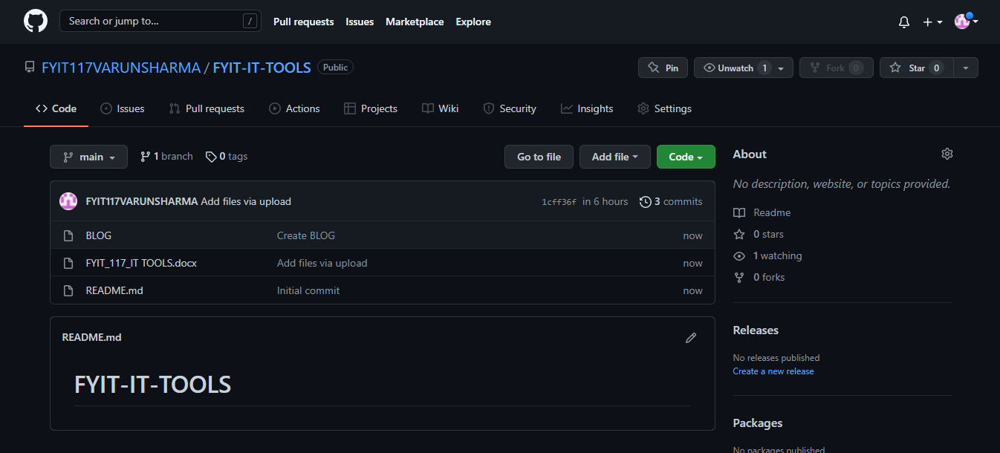 Search or jump to... /
Pull requests Issues Marketplace Explore
FYIT117VARUNSHARMA / FYIT-IT-TOOLS Public
Pin Unwatch 1 Fork 0 Star 0
Code Issues Pull requests Actions Projects Wiki Security Insights Settings
main 1 branch 0 tags Go to file Add file Code
FYIT117VARUNSHARMA Add files via upload 1cff36f in 6 hours 3 commits
BLOG Create BLOG now
FYIT_117_IT TOOLS.docx Add files via upload now
README.md Initial commit now
README.md
FYIT-IT-TOOLS
About
No description, website, or topics provided.
Readme
0 stars
1 watching
0 forks
Releases
No releases published
Create a new release
Packages
No packages published